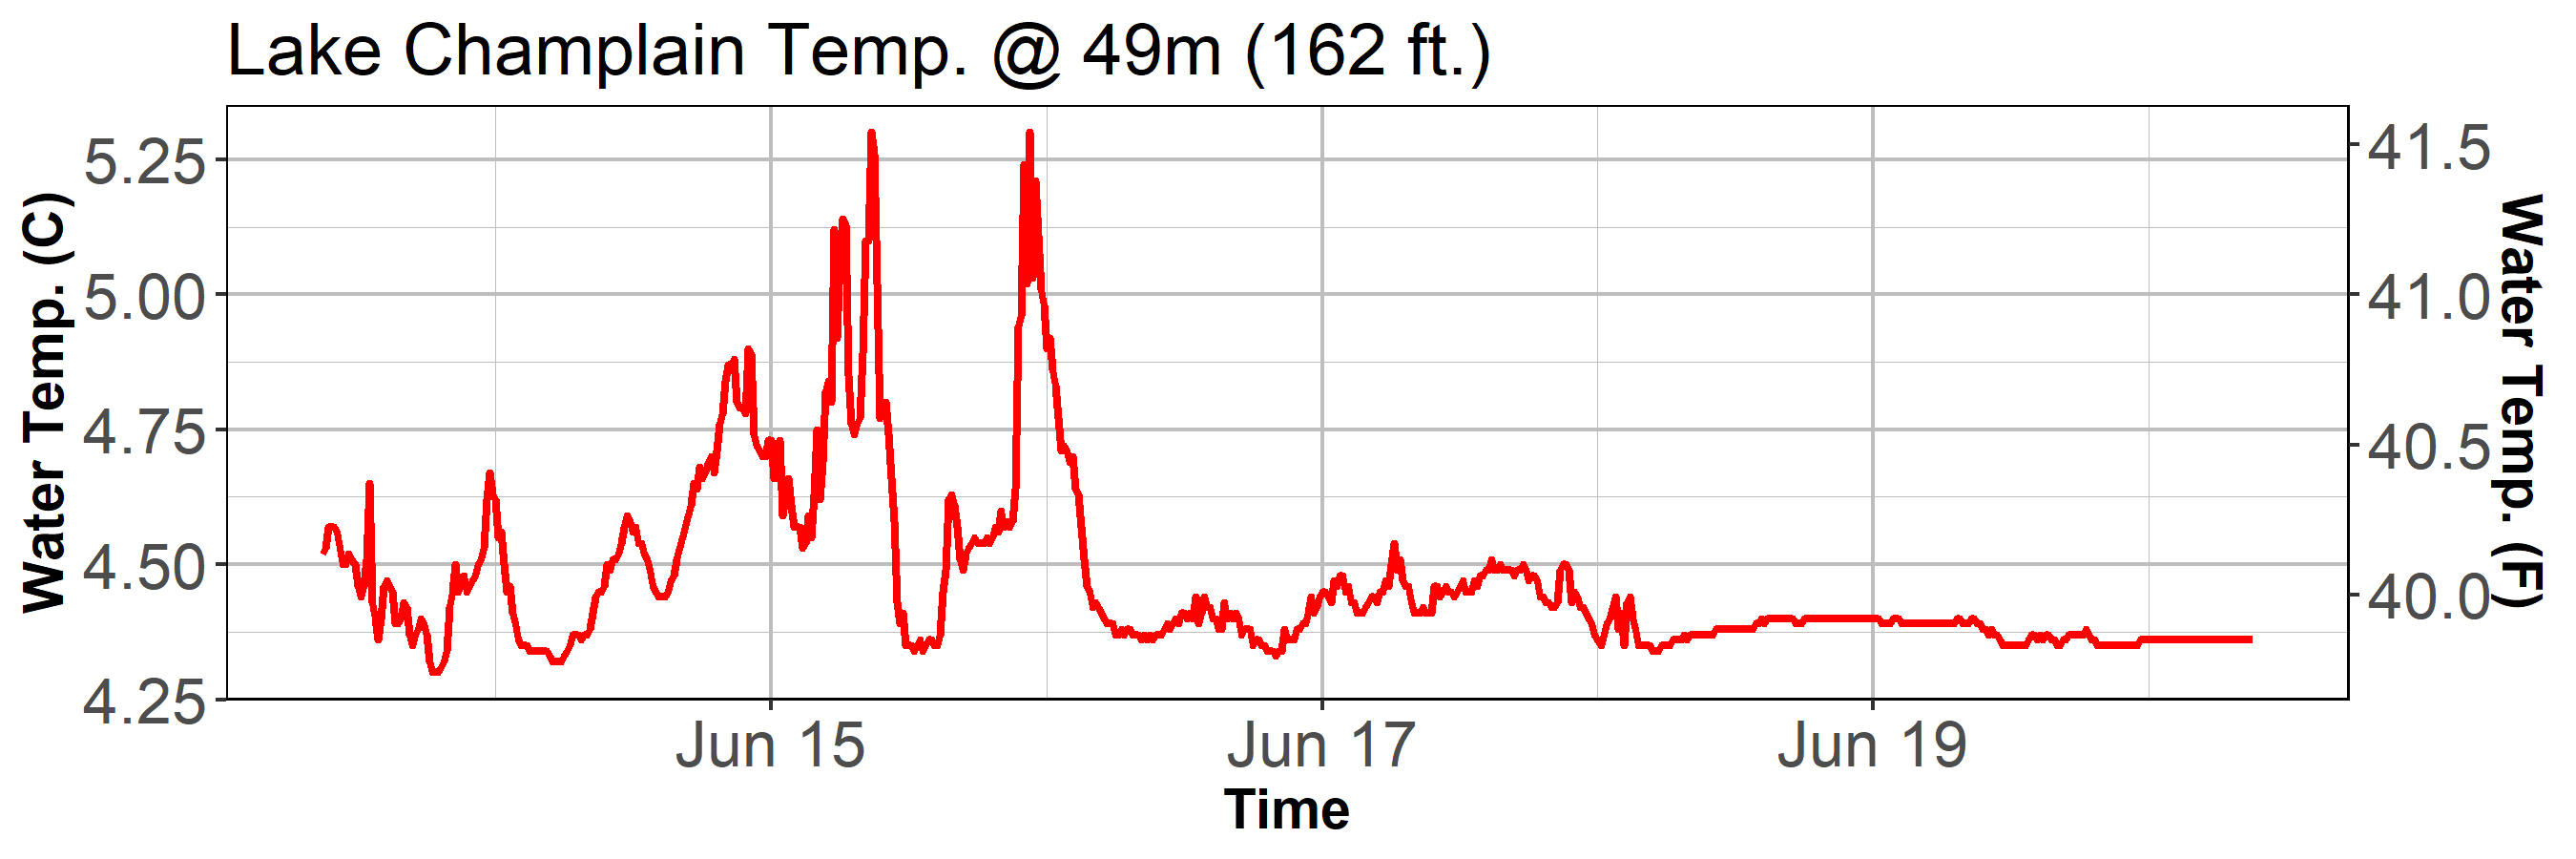 Lake Champlain Temp. @ 49m (162 ft.)
Water Temp. (C)
5.25
5.00
4.75
4.50
4.25
41.5
41.0
40.5
40.0
Water Temp. (F)
Jun 15
Jun 17
Jun 19
Time